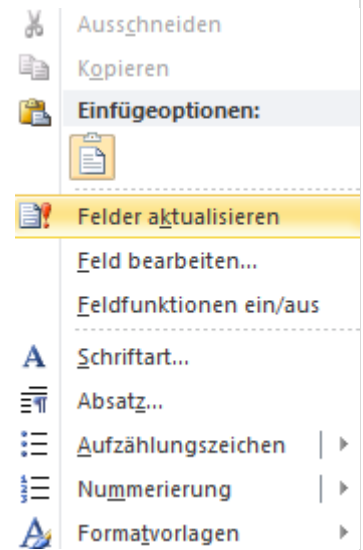 Ausschneiden
Kopieren
Einfügeoptionen:
Felder aktualisieren
Feld bearbeiten...
Feldfunktionen ein/aus
Schriftart...
Absatz...
Aufzählungszeichen
Nummerierung
Formatvorlagen